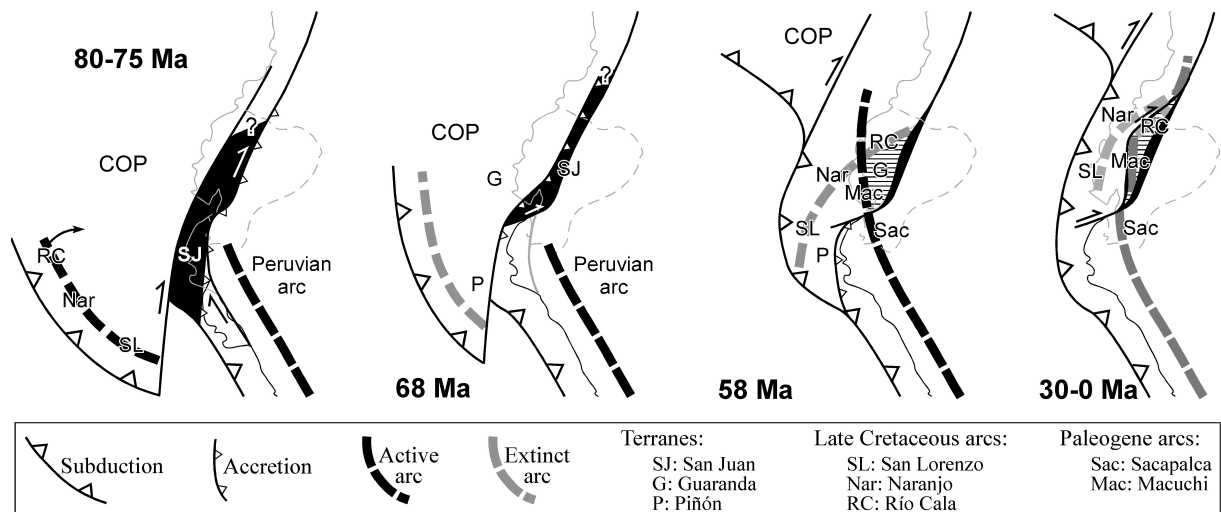 80-75 Ma
COP
?
SJ
RC
Nar
SL
Peruvian
arc
68 Ma
COP
?
SJ
G
P
Peruvian
arc
58 Ma
COP
RC
G
Nar
Mac
SL
Sac
P
30-0 Ma
Nar
RC
Mac
SL
Sac
Subduction
Accretion
Active
arc
Extinct
arc
Terranes:
SJ: San Juan
G: Guaranda
P: Piñón
Late Cretaceous arcs:
SL: San Lorenzo
Nar: Naranjo
RC: Río Cala
Paleogene arcs:
Sac: Sacapalca
Mac: Macuchi